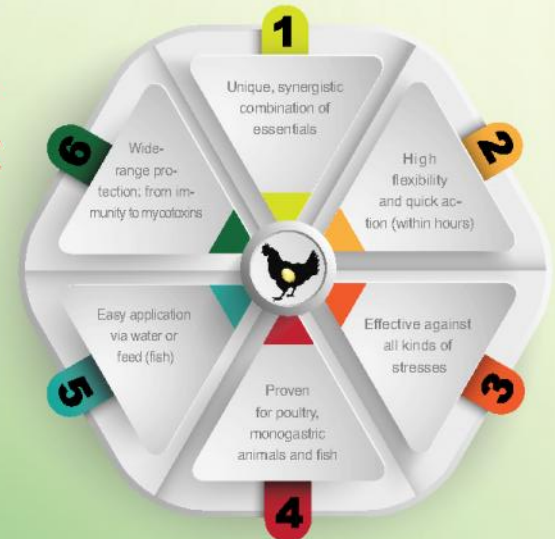 1
Unique, synergistic
combination of
essentials
2
High
flexibility
and quick ac-
tion (within hours)
3
Effective against
all kinds of
stresses
4
Proven
for poultry,
monogastric
animals and fish
5
Easy application
via water or
feed (fish)
6
Wide-
range pro-
tection: from im-
munity to mycotoxins